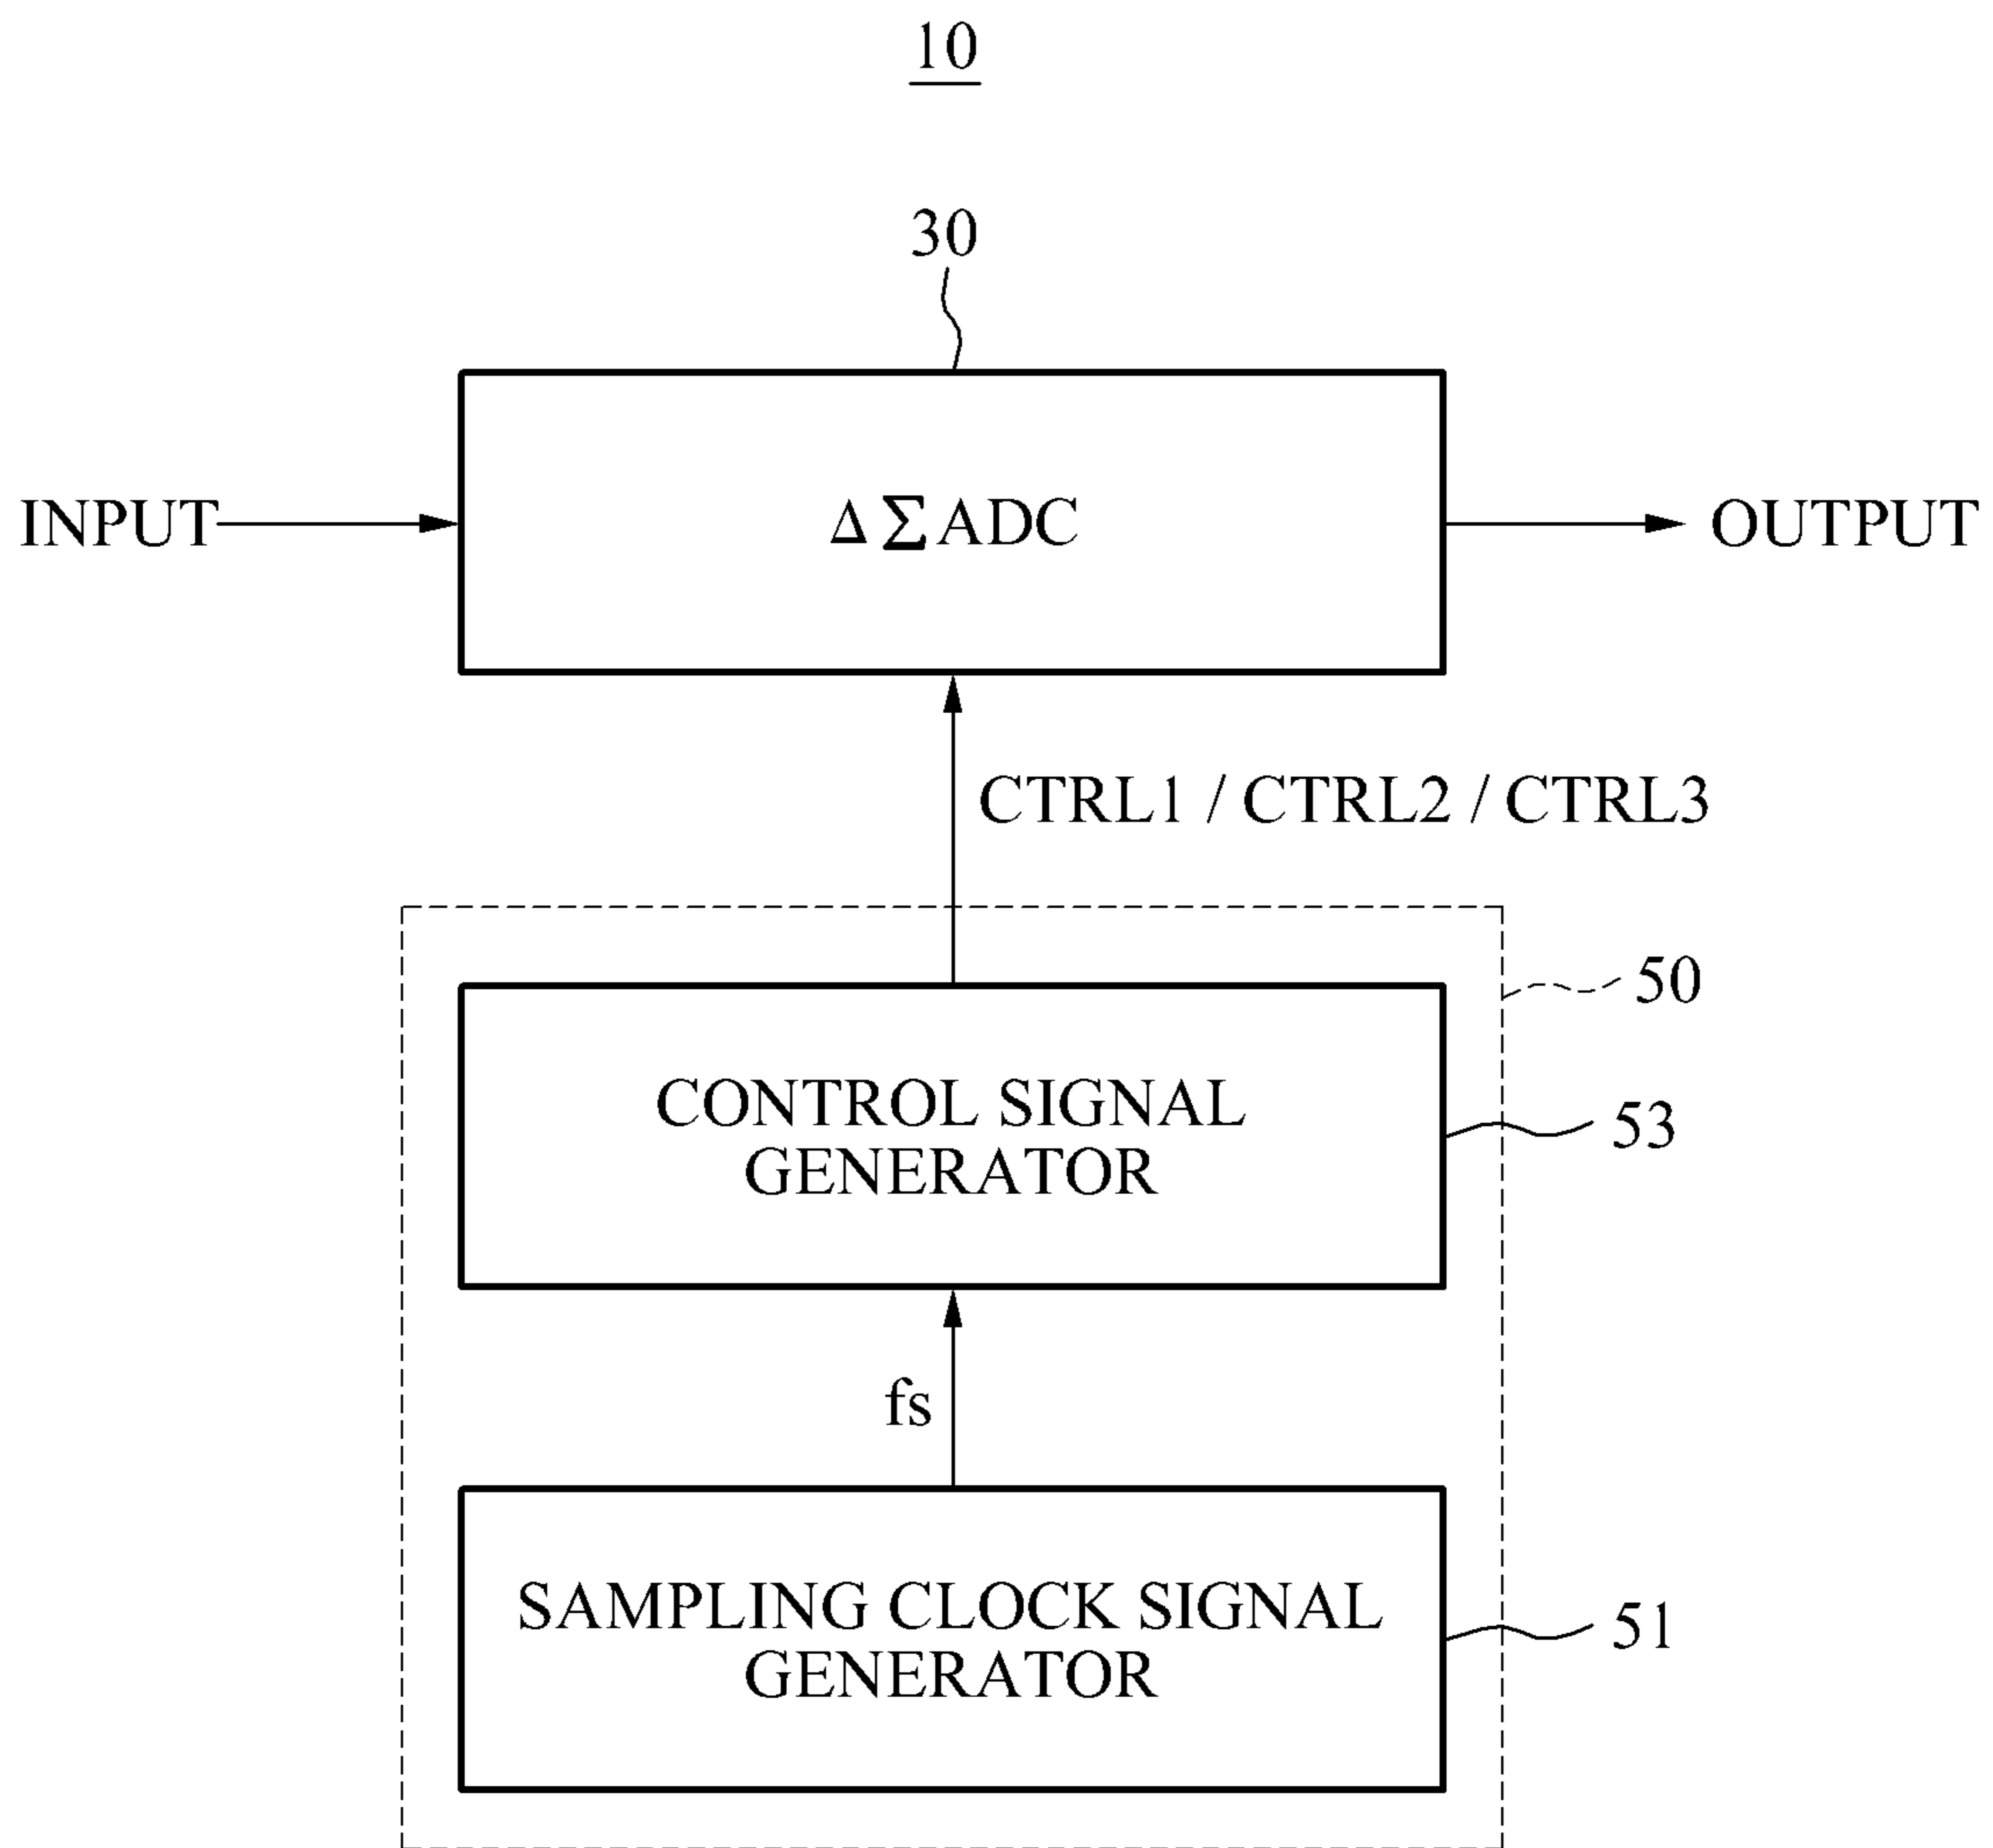 10
30
INPUT
ΔΣADC
OUTPUT
CTRL1 / CTRL2 / CTRL3
50
CONTROL SIGNAL
GENERATOR
53
fs
SAMPLING CLOCK SIGNAL
GENERATOR
51